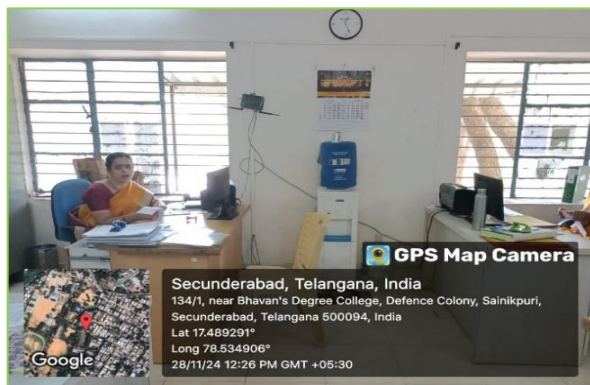 GPS Map Camera
Secunderabad, Telangana, India
134/1, near Bhavan's Degree College, Defence Colony, Sainikpuri,
Secunderabad, Telangana 500094, India
Lat 17.489291°
Long 78.534906°
28/11/24 12:26 PM GMT +05:30
Google